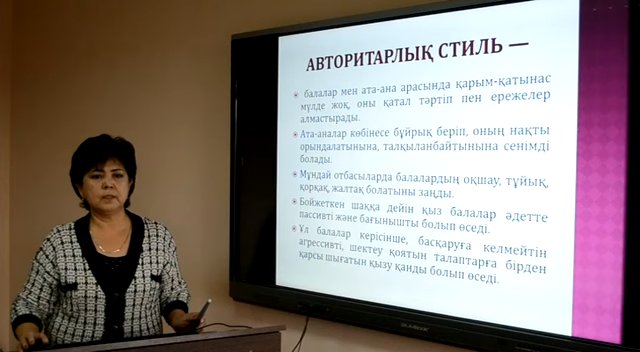 АВТОРИТАРЛЫҚ СТИЛЬ —
балалар мен ата-ана арасында қарым-қатынас
мүлде жоқ, оны қатал тәртіп пен ережелер
алмастырады.
Ата-аналар көбінесе бұйрық беріп, оның нақты
орындалатынына, талқыланбайтынына сенімді
болады.
Мұндай отбасыларда балалардың оқшау, тұйық,
қорқақ, жалтақ болатыны заңды.
Бойжеткен шаққа дейін қыз балалар әдетте
пассивті және бағынышты болып өседі.
Ұл балалар керісінше, басқаруға келмейтін
агрессивті, шектеу қоятын талаптарға бірден
қарсы шығатын қызу қанды болып өседі.